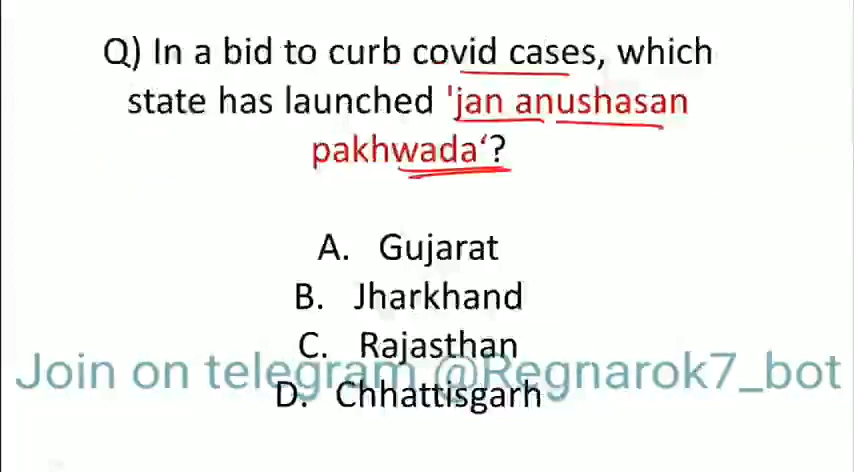 Q) In a bid to curb covid cases, which
state has launched 'jan anushasan
pakhwada‘?
A. Gujarat
B. Jharkhand
C. Rajasthan
Join on telegram @Regnarok7_bot
D. Chhattisgarh